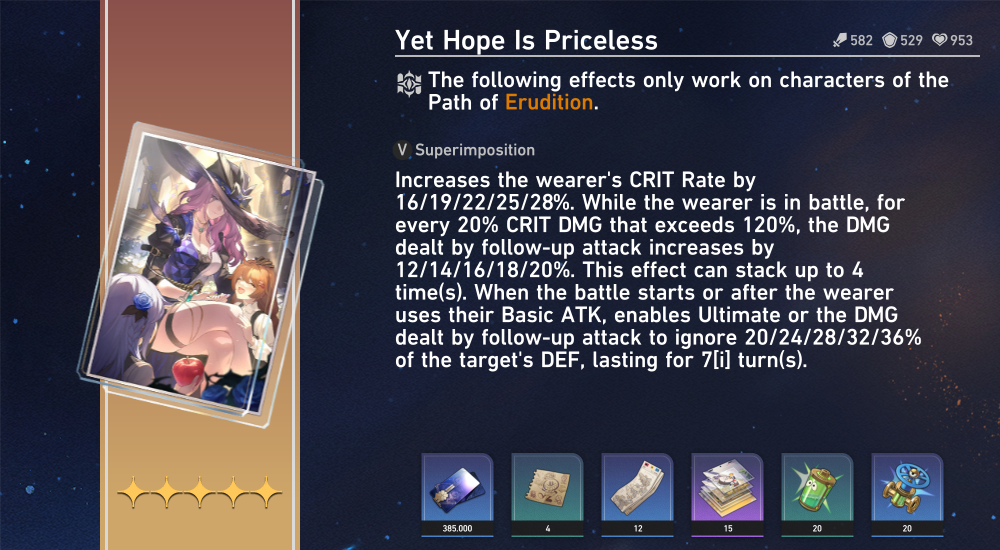 Yet Hope Is Priceless
582 529 953
The following effects only work on characters of the
Path of Erudition.
V Superimposition
Increases the wearer's CRIT Rate by
16/19/22/25/28%. While the wearer is in battle, for
every 20% CRIT DMG that exceeds 120%, the DMG
dealt by follow-up attack increases by
12/14/16/18/20%. This effect can stack up to 4
time(s). When the battle starts or after the wearer
uses their Basic ATK, enables Ultimate or the DMG
dealt by follow-up attack to ignore 20/24/28/32/36%
of the target's DEF, lasting for 7[i] turn(s).
385.000 4 12 15 20 20